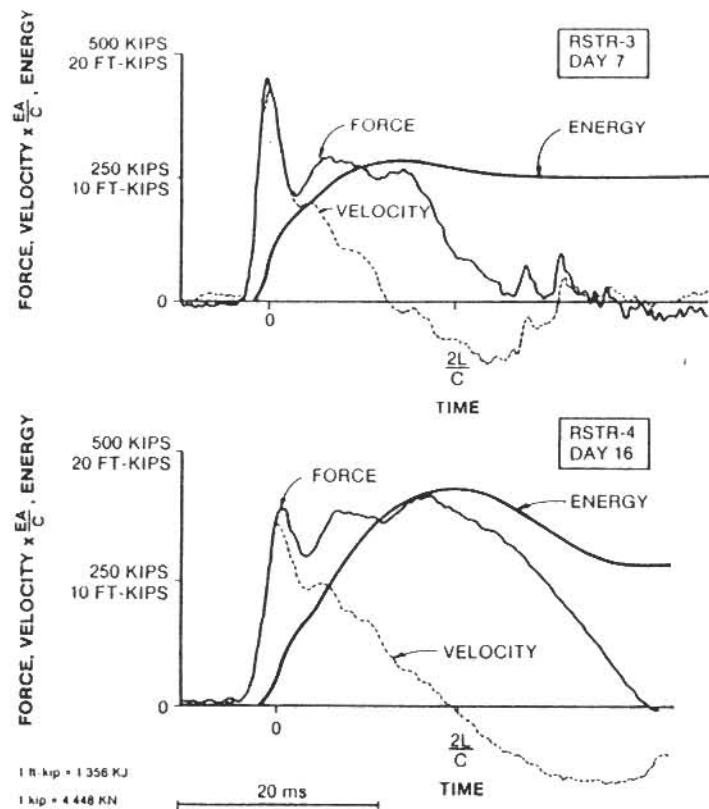 500 KIPS
20 FT-KIPS
RSTR-3
DAY 7
FORCE
ENERGY
250 KIPS
10 FT-KIPS
VELOCITY
FORCE, VELOCITY x EA/C, ENERGY
0
0
2L/C
TIME
500 KIPS
20 FT-KIPS
RSTR-4
DAY 16
FORCE
ENERGY
250 KIPS
10 FT-KIPS
VELOCITY
FORCE, VELOCITY x EA/C, ENERGY
0
0
2L/C
TIME
1 ft-kip = 1 356 KJ
1 kip = 4 448 KN
20 ms